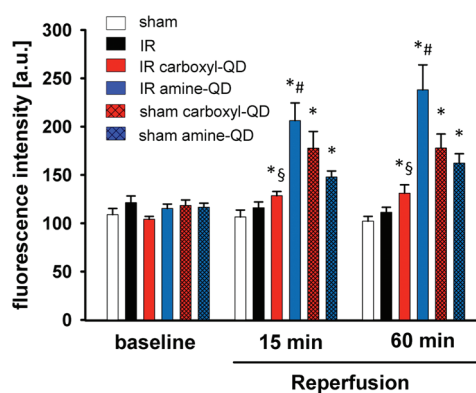 fluorescence intensity [a.u.]
300
250
200
150
100
50
0
sham
IR
IR carboxyl-QD
IR amine-QD
sham carboxyl-QD
sham amine-QD
*§
*#
*
*
*§
*#
*
*
baseline
15 min
60 min
Reperfusion